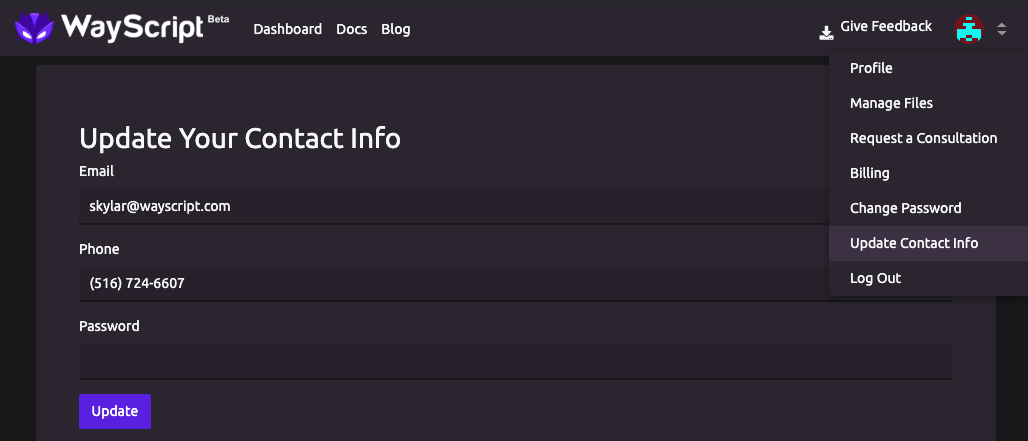 WayScript Beta Dashboard Docs Blog Give Feedback
Profile
Manage Files
Request a Consultation
Billing
Change Password
Update Contact Info
Log Out
Update Your Contact Info
Email
skylar@wayscript.com
Phone
(516) 724-6607
Password
Update